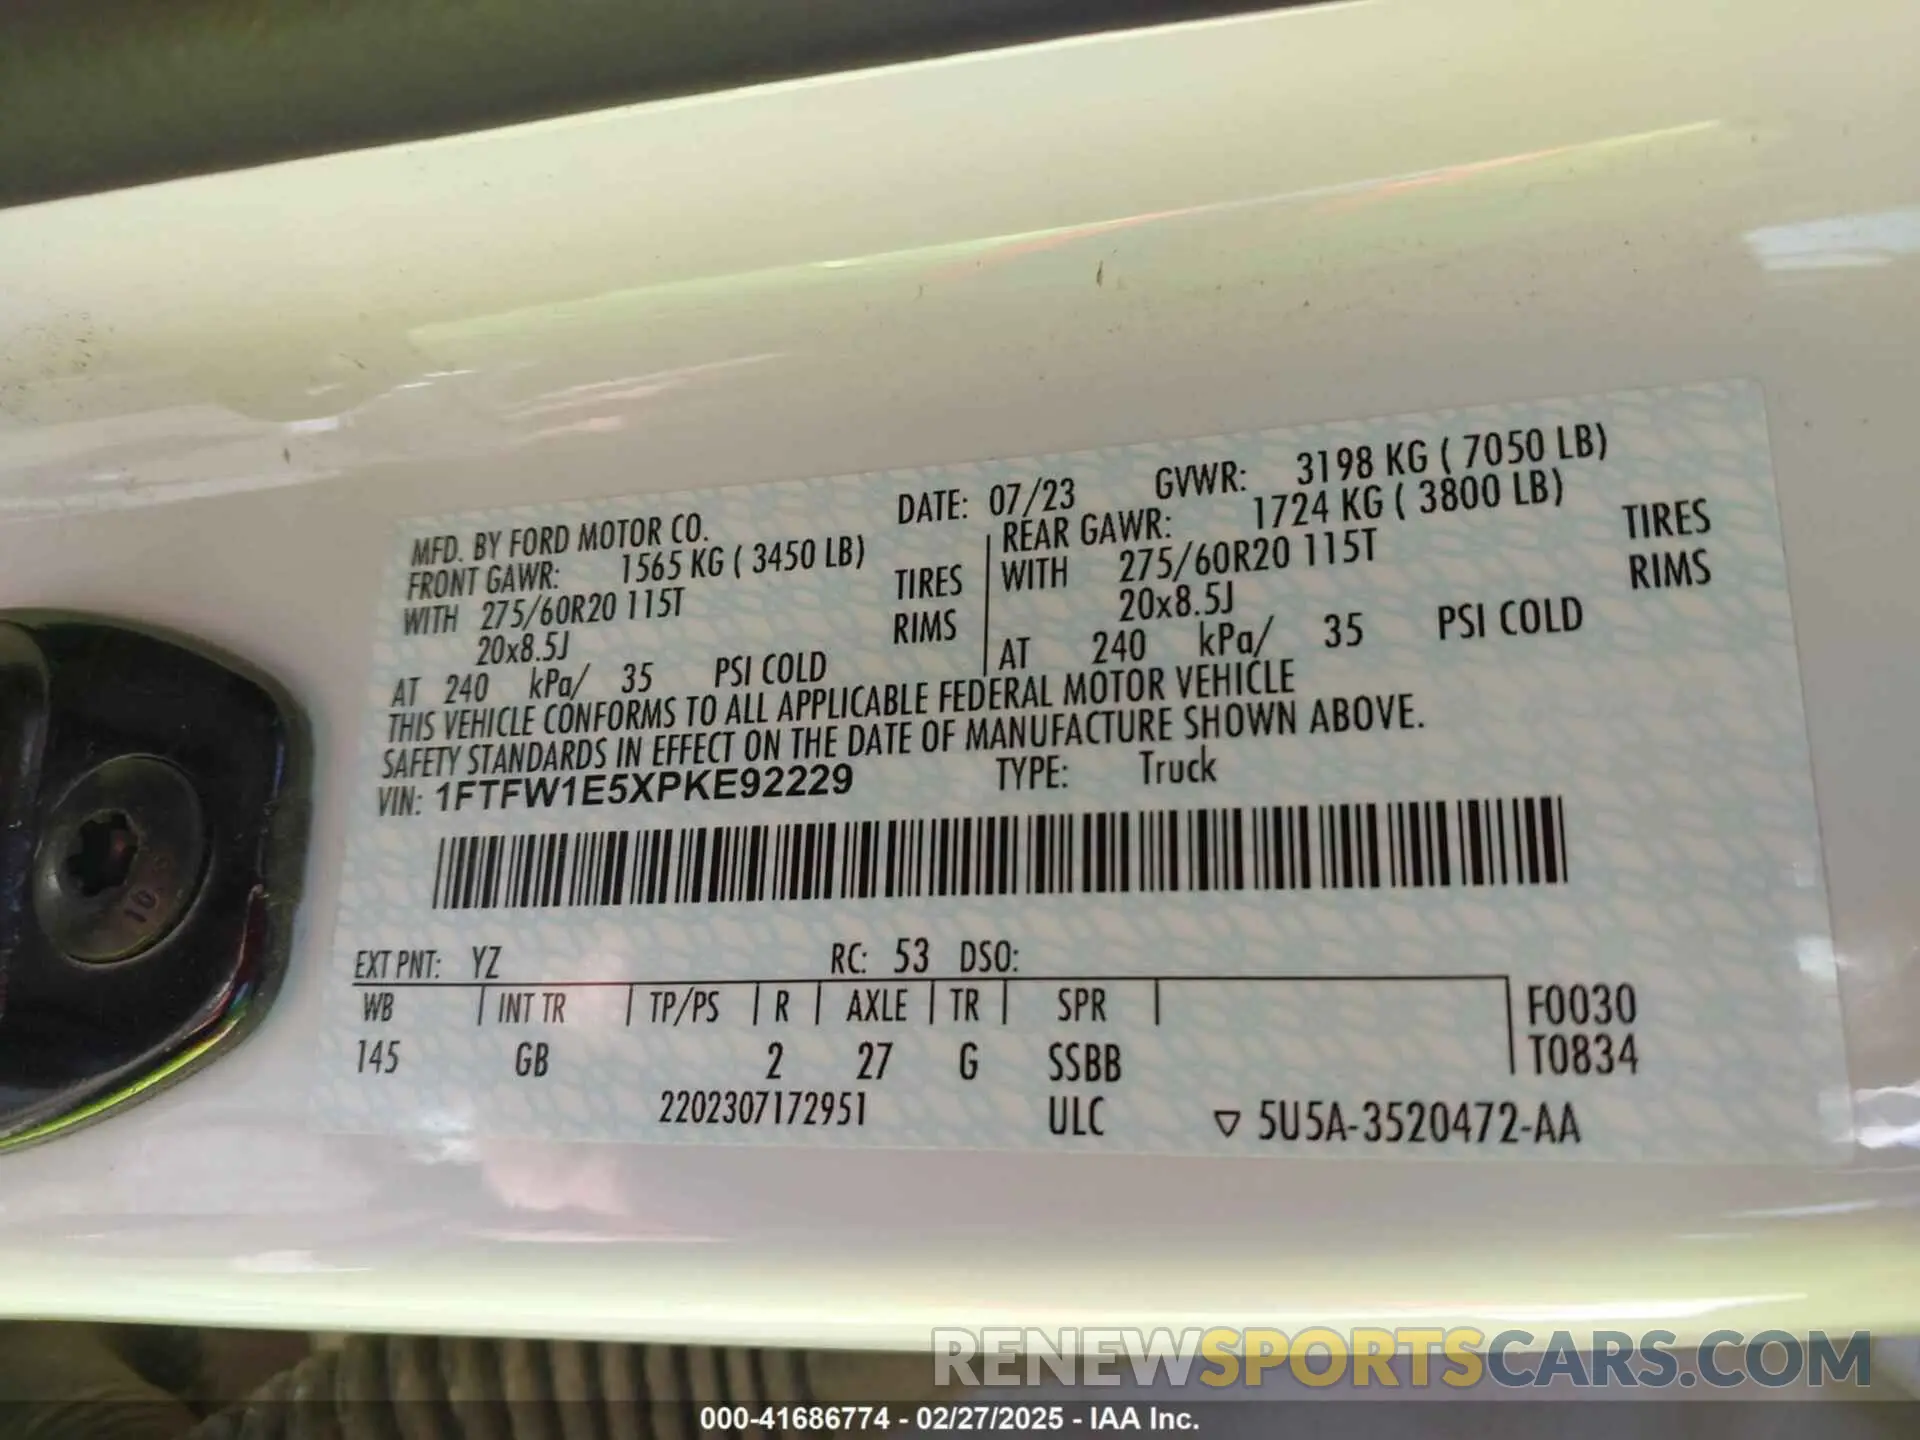 MFD. BY FORD MOTOR CO. DATE: 07/23 GVWR: 3198 KG ( 7050 LB)
FRONT GAWR: 1565 KG ( 3450 LB) REAR GAWR: 1724 KG ( 3800 LB)
WITH 275/60R20 115T TIRES WITH 275/60R20 115T TIRES
20x8.5J RIMS 20x8.5J RIMS
AT 240 kPa/ 35 PSI COLD AT 240 kPa/ 35 PSI COLD
THIS VEHICLE CONFORMS TO ALL APPLICABLE FEDERAL MOTOR VEHICLE
SAFETY STANDARDS IN EFFECT ON THE DATE OF MANUFACTURE SHOWN ABOVE.
VIN: 1FTFW1E5XPKE92229 TYPE: Truck
EXT PNT: YZ RC: 53 DSO:
WB INT TR TP/PS R AXLE TR SPR F0030
145 GB 2 27 G SSBB T0834
2202307172951 ULC ▽ 5U5A-3520472-AA
10
RENEWSPORTSCARS.COM
000-41686774 - 02/27/2025 - IAA Inc.